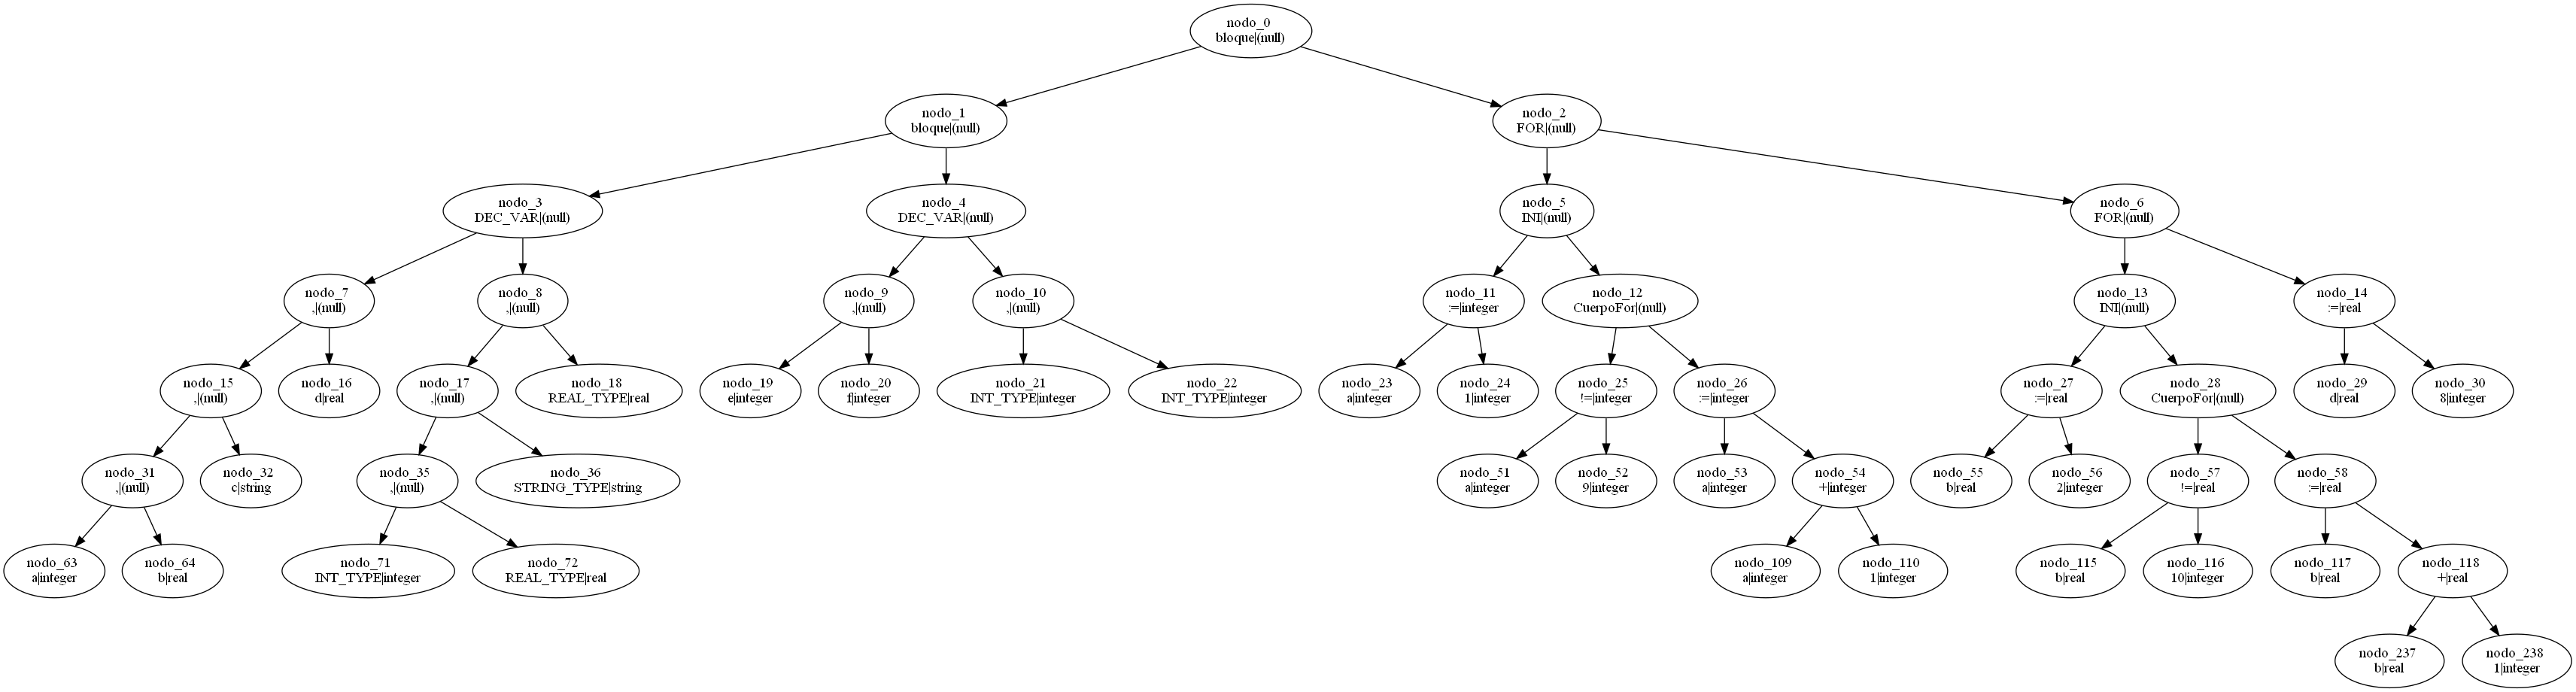 nodo_0
bloque|(null)
nodo_1
bloque|(null)
nodo_2
FOR|(null)
nodo_3
DEC_VAR|(null)
nodo_4
DEC_VAR|(null)
nodo_5
INI|(null)
nodo_6
FOR|(null)
nodo_7
,|(null)
nodo_8
,|(null)
nodo_9
,|(null)
nodo_10
,|(null)
nodo_11
:=|integer
nodo_12
CuerpoFor|(null)
nodo_13
INI|(null)
nodo_14
:=|real
nodo_15
,|(null)
nodo_16
d|real
nodo_17
,|(null)
nodo_18
REAL_TYPE|real
nodo_19
e|integer
nodo_20
f|integer
nodo_21
INT_TYPE|integer
nodo_22
INT_TYPE|integer
nodo_23
a|integer
nodo_24
1|integer
nodo_25
!=|integer
nodo_26
:=|integer
nodo_27
:=|real
nodo_28
CuerpoFor|(null)
nodo_29
d|real
nodo_30
8|integer
nodo_31
,|(null)
nodo_32
c|string
nodo_35
,|(null)
nodo_36
STRING_TYPE|string
nodo_51
a|integer
nodo_52
9|integer
nodo_53
a|integer
nodo_54
+|integer
nodo_55
b|real
nodo_56
2|integer
nodo_57
!=|real
nodo_58
:=|real
nodo_63
a|integer
nodo_64
b|real
nodo_71
INT_TYPE|integer
nodo_72
REAL_TYPE|real
nodo_109
a|integer
nodo_110
1|integer
nodo_115
b|real
nodo_116
10|integer
nodo_117
b|real
nodo_118
+|real
nodo_237
b|real
nodo_238
1|integer